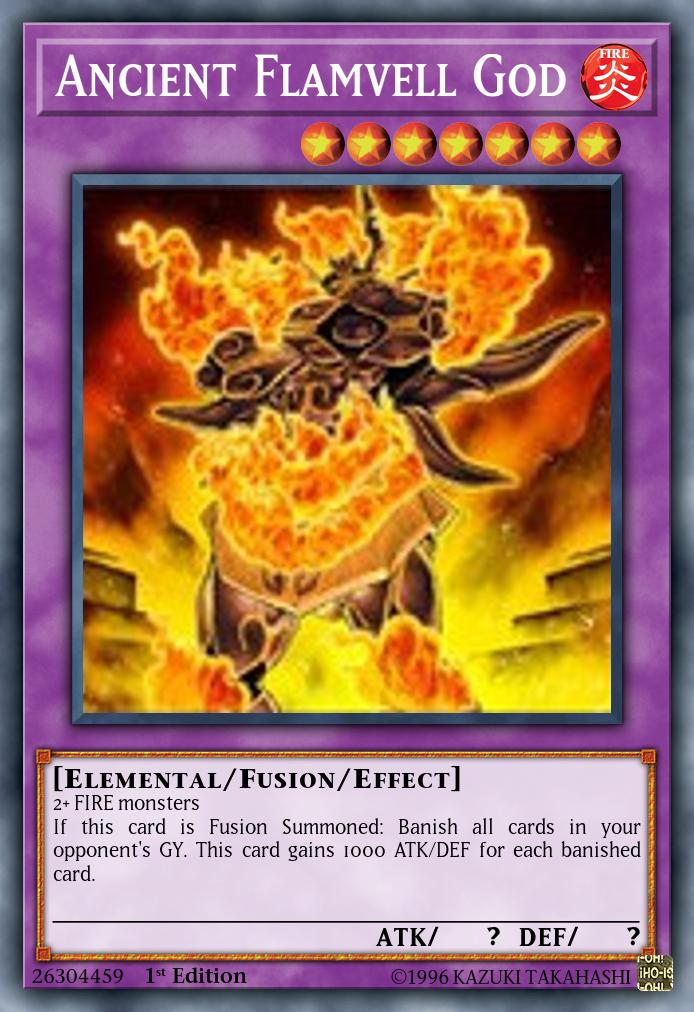 ANCIENT FLAMVELL GOD
FIRE
炎
[ELEMENTAL/FUSION/EFFECT]
2+ FIRE monsters
If this card is Fusion Summoned: Banish all cards in your
opponent's GY. This card gains 1000 ATK/DEF for each banished
card.
ATK/ ? DEF/ ?
26304459 1st Edition ©1996 KAZUKI TAKAHASHI